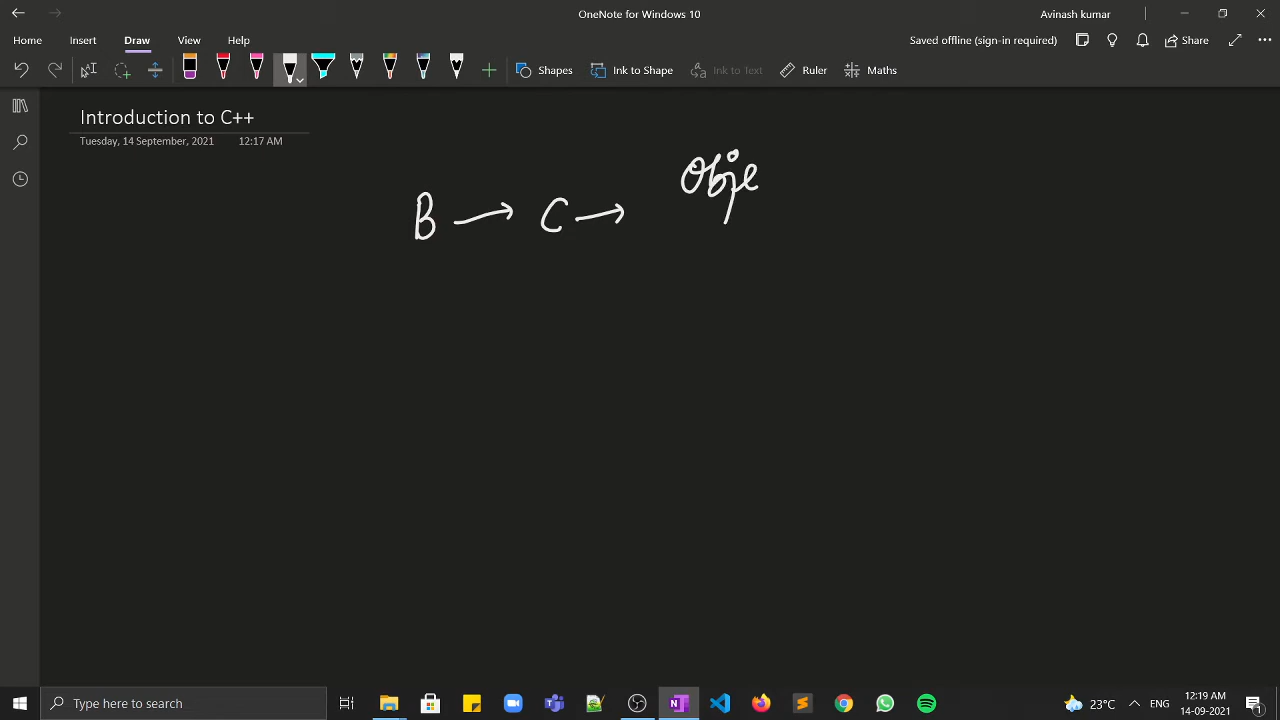 OneNote for Windows 10
Avinash kumar
Home Insert Draw View Help
Saved offline (sign-in required)
Share
Shapes
Ink to Shape
Ink to Text
Ruler
Maths
Introduction to C++
Tuesday, 14 September, 2021 12:17 AM
Obje
B → C →
Type here to search
23°C
ENG
12:19 AM
14-09-2021
1